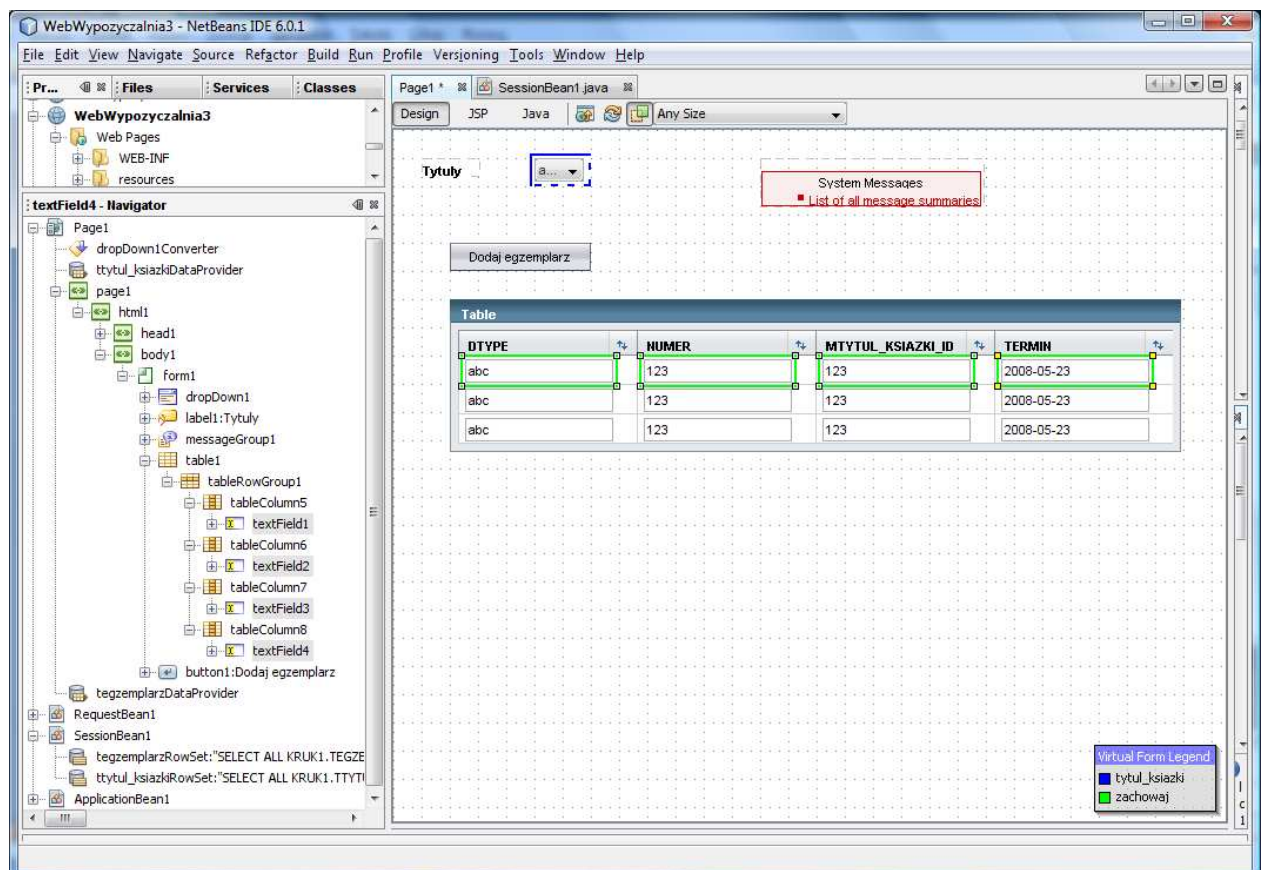 WebWypozyczalnia3 - NetBeans IDE 6.0.1
File Edit View Navigate Source Refactor Build Run Profile Versioning Tools Window Help
Pr... Files Services Classes
WebWypozyczalnia3
Web Pages
WEB-INF
resources
textField4 - Navigator
Page1
dropDown1Converter
ttytul_ksiazkiDataProvider
page1
html1
head1
body1
form1
dropDown1
label1:Tytuly
messageGroup1
table1
tableRowGroup1
tableColumn5
textField1
tableColumn6
textField2
tableColumn7
textField3
tableColumn8
textField4
button1:Dodaj egzemplarz
tegzemplarzDataProvider
RequestBean1
SessionBean1
tegzemplarzRowSet:"SELECT ALL KRUK1.TEGZE
ttytul_ksiazkiRowSet:"SELECT ALL KRUK1.TTYT
ApplicationBean1
Page1 * SessionBean1.java
Design JSP Java Any Size
Tytuly a...
System Messages
List of all message summaries
Dodaj egzemplarz
Table
DTYPE NUMER MTYTUL_KSIAZKI_ID TERMIN
abc 123 123 2008-05-23
abc 123 123 2008-05-23
abc 123 123 2008-05-23
Virtual Form Legend
tytul_ksiazki
zachowaj